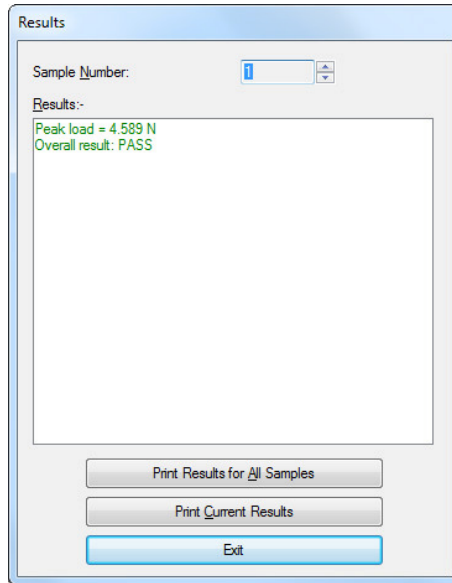 Results
Sample Number: 1
Results:-
Peak load = 4.589 N
Overall result: PASS
Print Results for All Samples
Print Current Results
Exit